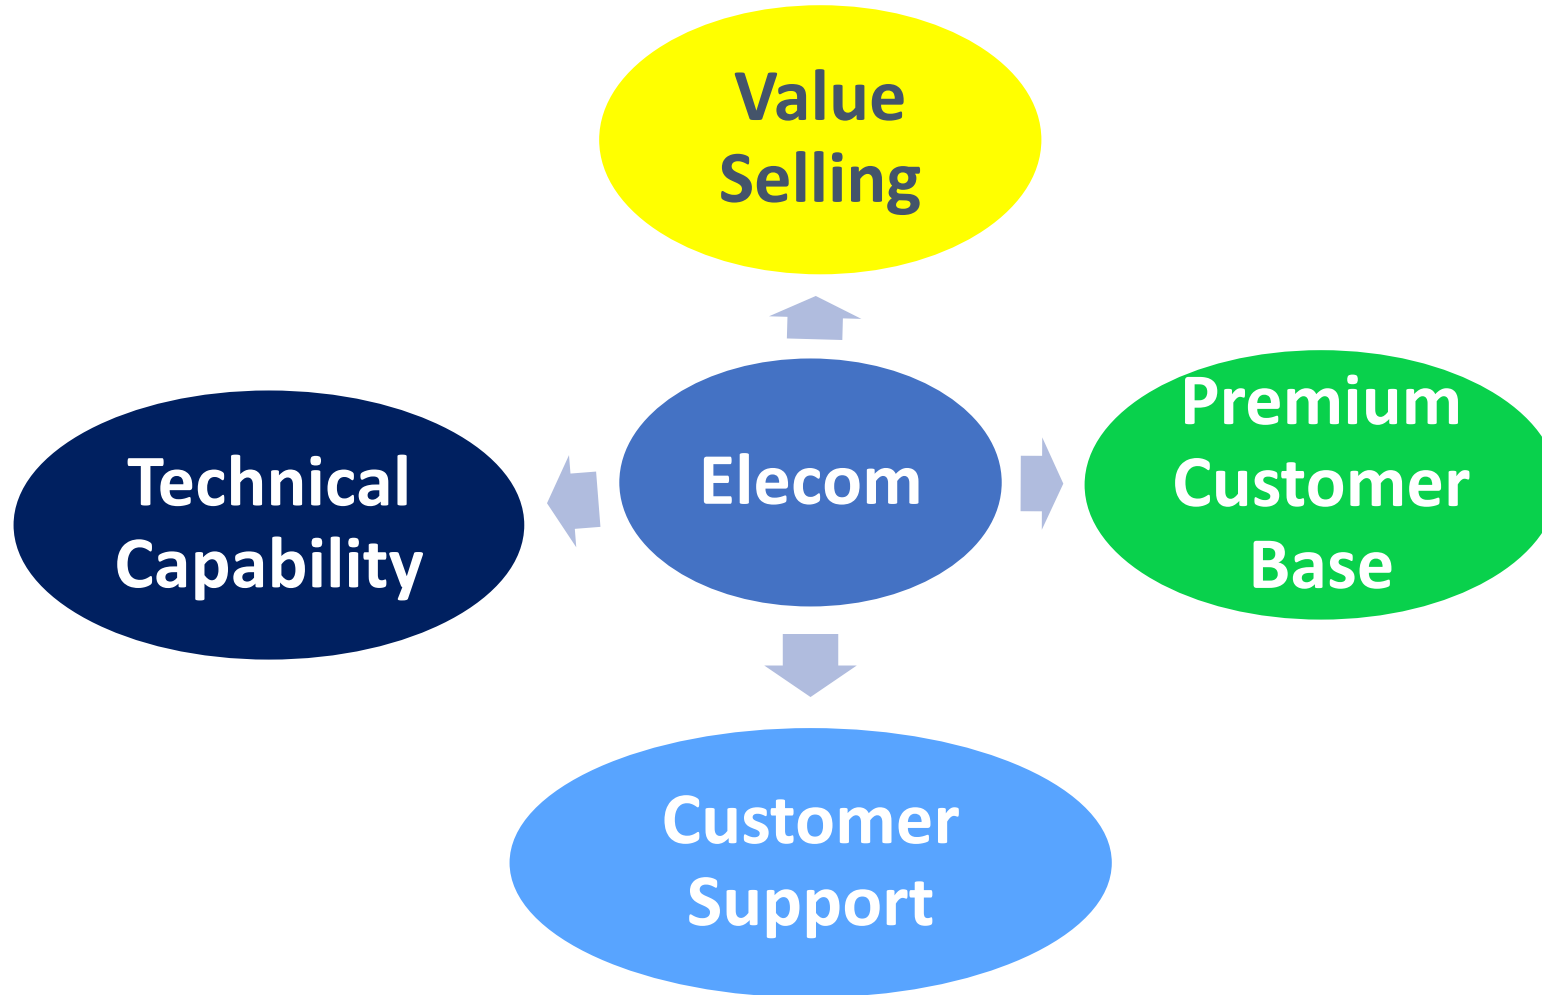 Value
Selling
Technical
Capability
Elecom
Premium
Customer
Base
Customer
Support